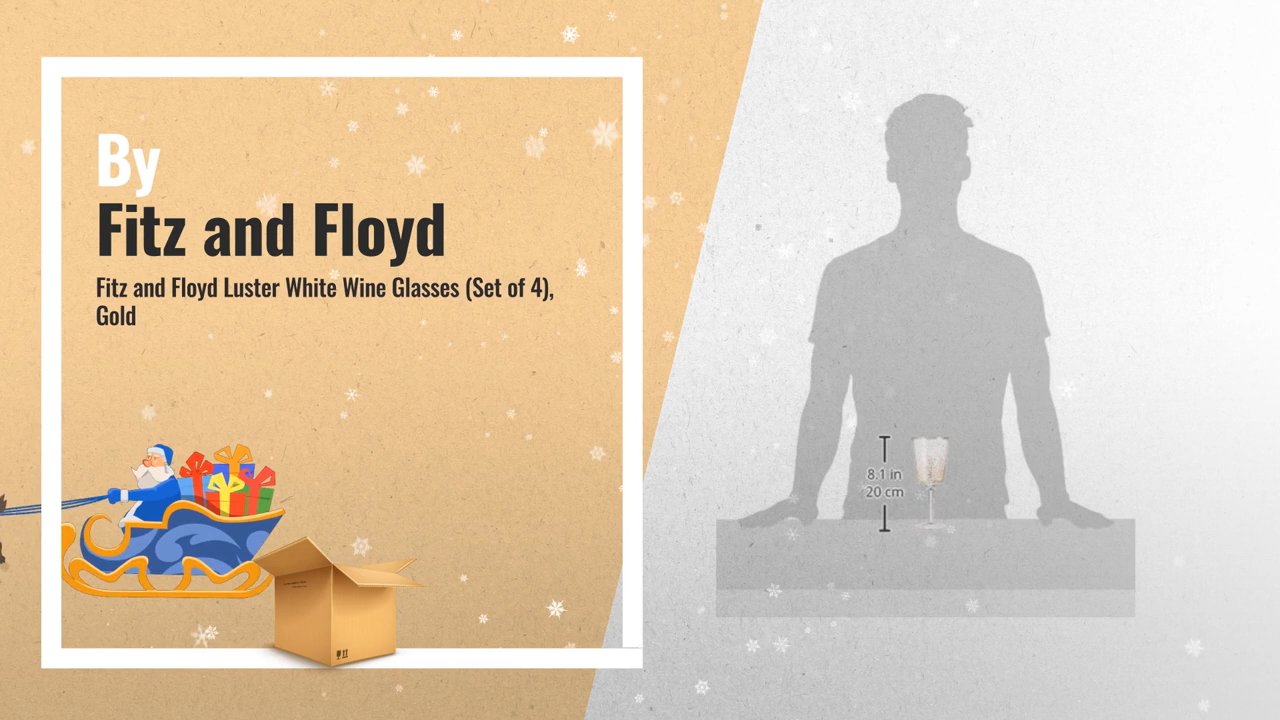 By
Fitz and Floyd
Fitz and Floyd Luster White Wine Glasses (Set of 4),
Gold
8.1 in
20 cm